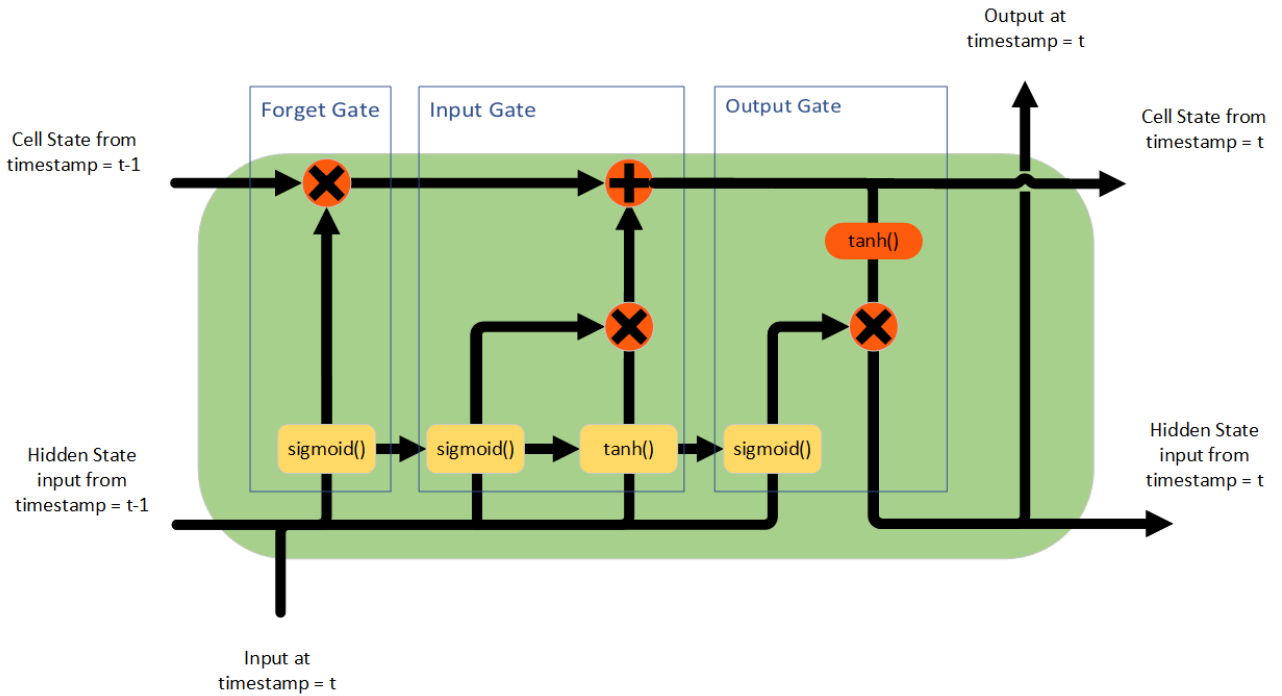 Output at
timestamp = t
Forget Gate
Input Gate
Output Gate
Cell State from
timestamp = t-1
Cell State from
timestamp = t
tanh()
sigmoid()
sigmoid()
tanh()
sigmoid()
Hidden State
input from
timestamp = t-1
Hidden State
input from
timestamp = t
Input at
timestamp = t